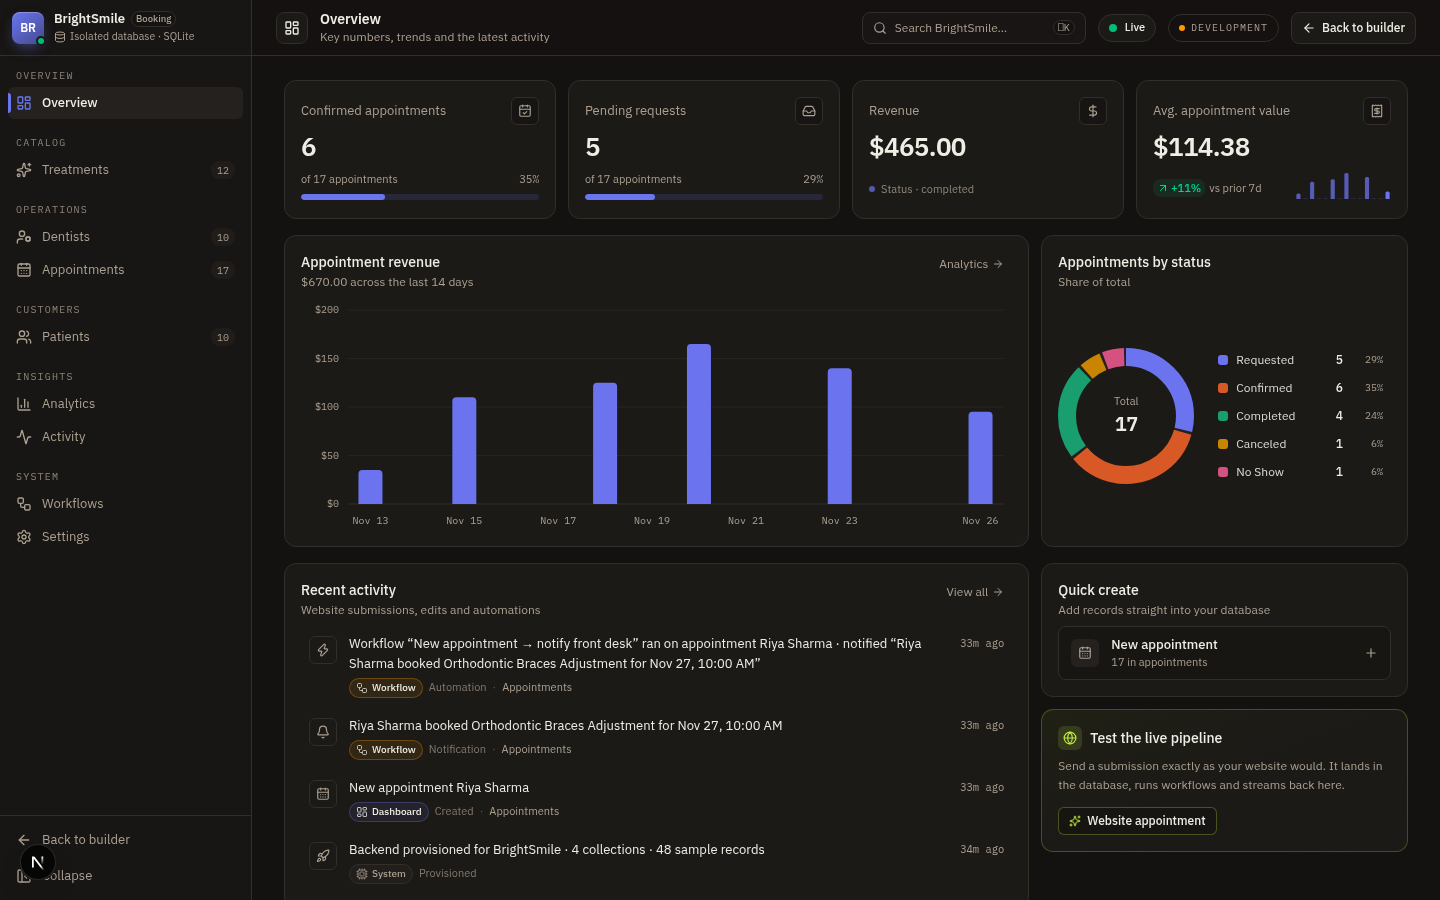 BR
BrightSmile
Booking
Isolated database · SQLite
OVERVIEW
Overview
CATALOG
Treatments 12
OPERATIONS
Dentists 10
Appointments 17
CUSTOMERS
Patients 10
INSIGHTS
Analytics
Activity
SYSTEM
Workflows
Settings
Back to builder
N
ollapse
Overview
Key numbers, trends and the latest activity
Search BrightSmile...
K
Live
DEVELOPMENT
Back to builder
Confirmed appointments
6
of 17 appointments 35%
Pending requests
5
of 17 appointments 29%
Revenue
$465.00
Status · completed
Avg. appointment value
$114.38
+11% vs prior 7d
Appointment revenue
$670.00 across the last 14 days
Analytics →
$200
$150
$100
$50
$0
Nov 13 Nov 15 Nov 17 Nov 19 Nov 21 Nov 23 Nov 26
Appointments by status
Share of total
Total
17
Requested 5 29%
Confirmed 6 35%
Completed 4 24%
Canceled 1 6%
No Show 1 6%
Recent activity
Website submissions, edits and automations
View all →
Workflow “New appointment → notify front desk” ran on appointment Riya Sharma · notified “Riya
Sharma booked Orthodontic Braces Adjustment for Nov 27, 10:00 AM”
33m ago
Workflow Automation · Appointments
Riya Sharma booked Orthodontic Braces Adjustment for Nov 27, 10:00 AM
33m ago
Workflow Notification · Appointments
New appointment Riya Sharma
33m ago
Dashboard Created · Appointments
Backend provisioned for BrightSmile · 4 collections · 48 sample records
34m ago
System Provisioned
Quick create
Add records straight into your database
New appointment
17 in appointments
+
Test the live pipeline
Send a submission exactly as your website would. It lands in
the database, runs workflows and streams back here.
Website appointment